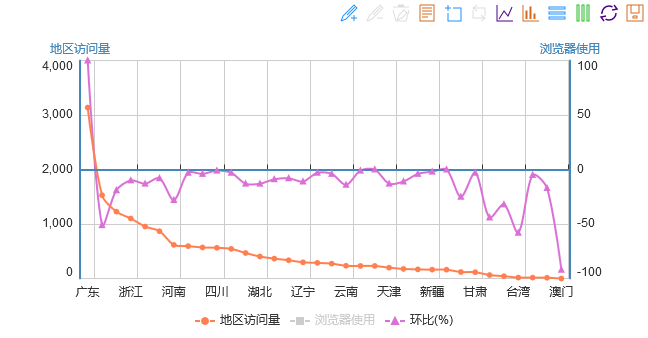 地区访问量 浏览器使用
4,000 100
3,000 50
2,000 0
1,000 -50
0 -100
广东 浙江 河南 四川 湖北 辽宁 云南 天津 新疆 甘肃 台湾 澳门
地区访问量 浏览器使用 环比(%)